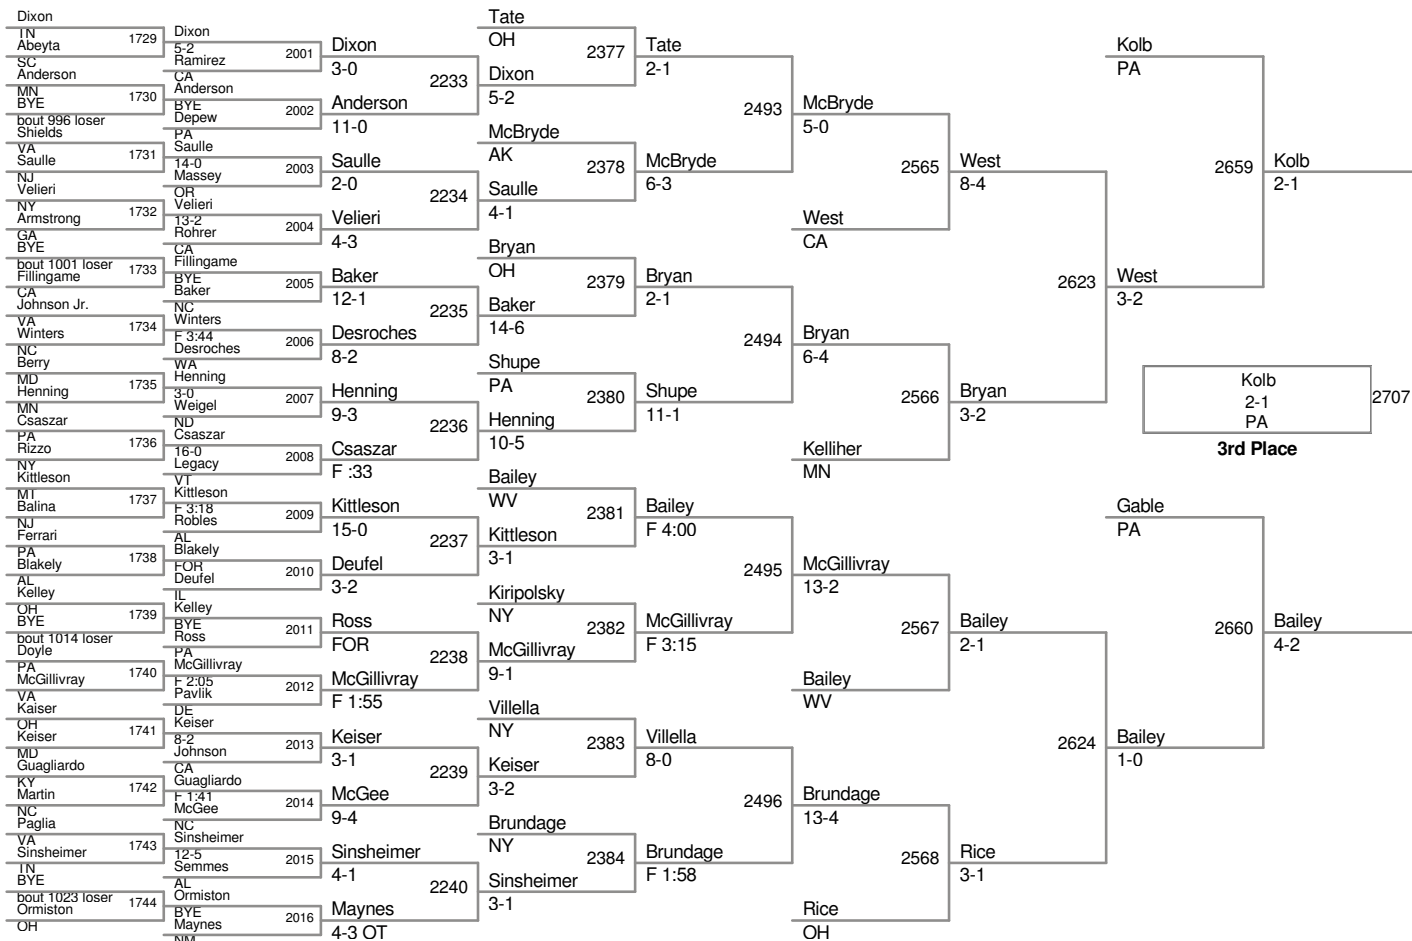 Dixon
TN
Abeyta
SC
1729
Anderson
MN
BYE
bout 996 loser
1730
Shields
VA
Saulle
NJ
1731
Velieri
NY
Armstrong
GA
1732
BYE
bout 1001 loser
Fillingame
CA
1733
Johnson Jr.
VA
Winters
NC
1734
Berry
MD
Henning
MN
1735
Csaszar
PA
Rizzo
NY
1736
Kittleson
MT
Balina
NJ
1737
Ferrari
PA
Blakely
AL
1738
Kelley
OH
BYE
bout 1014 loser
1739
Doyle
PA
McGillivray
VA
1740
Kaiser
OH
Keiser
MD
1741
Guagliardo
KY
Martin
NC
1742
Paglia
VA
Sinsheimer
TN
1743
BYE
bout 1023 loser
Ormiston
OH
1744
Dixon
5-2
Ramirez
CA
2001
Anderson
BYE
Depew
PA
2002
Saulle
14-0
Massey
OR
2003
Velieri
13-2
Rohrer
CA
2004
Fillingame
BYE
Baker
NC
2005
Winters
F 3:44
Desroches
WA
2006
Henning
3-0
Weigel
ND
2007
Csaszar
16-0
Legacy
VT
2008
Kittleson
F 3:18
Robles
AL
2009
Blakely
FOR
Deufel
IL
2010
Kelley
BYE
Ross
PA
2011
McGillivray
F 2:05
Pavlik
DE
2012
Keiser
8-2
Johnson
CA
2013
Guagliardo
F 1:41
McGee
NC
2014
Sinsheimer
12-5
Semmes
AL
2015
Ormiston
BYE
Maynes
NM
2016
Dixon
3-0
2233
Anderson
11-0
Saulle
2-0
2234
Velieri
4-3
Baker
12-1
2235
Desroches
8-2
Henning
9-3
2236
Csaszar
F :33
Kittleson
15-0
2237
Deufel
3-2
Ross
FOR
2238
McGillivray
F 1:55
Keiser
3-1
2239
McGee
9-4
Sinsheimer
4-1
2240
Maynes
4-3 OT
Tate
OH
2377
Dixon
5-2
McBryde
AK
2378
Saulle
4-1
Bryan
OH
2379
Baker
14-6
Shupe
PA
2380
Henning
10-5
Bailey
WV
2381
Kittleson
3-1
Kiripolsky
NY
2382
McGillivray
9-1
Villella
NY
2383
Keiser
3-2
Brundage
NY
2384
Sinsheimer
3-1
Tate
2-1
2493
McBryde
6-3
Bryan
2-1
2494
Shupe
11-1
Bailey
F 4:00
2495
McGillivray
F 3:15
Villella
8-0
2496
Brundage
F 1:58
McBryde
5-0
2565
West
CA
Bryan
6-4
2566
Kelliher
MN
McGillivray
13-2
2567
Bailey
WV
Brundage
13-4
2568
Rice
OH
West
8-4
2623
Bryan
3-2
Bailey
2-1
2624
Rice
3-1
Kolb
PA
2659
West
3-2
Gable
PA
2660
Bailey
1-0
Kolb
2-1
Bailey
4-2
Kolb
2-1
PA
2707
3rd Place